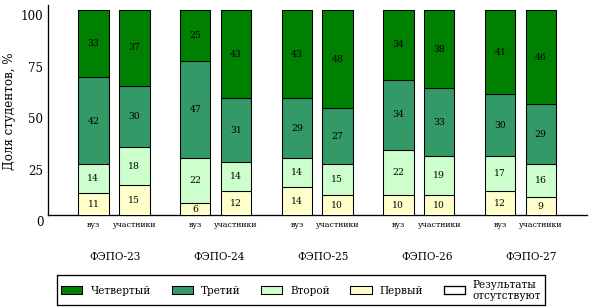 100
75
50
25
0
Доля студентов, %
33 37 25 43 43 48 34 38 41 46
42 30 47 31 29 27 34 33 30 29
14 18 22 14 14 15 22 19 17 16
11 15 6 12 14 10 10 10 12 9
вуз участники вуз участники вуз участники вуз участники вуз участники
ФЭПО-23 ФЭПО-24 ФЭПО-25 ФЭПО-26 ФЭПО-27
Четвертый Третий Второй Первый Результаты
отсутствуют